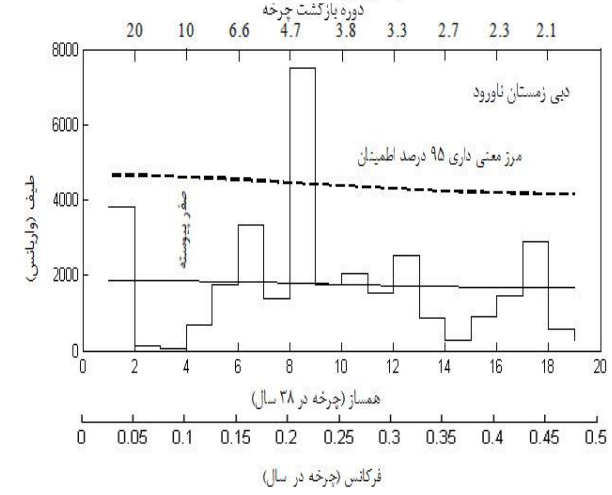 دوره بازگشت چرخه
20 10 6.6 4.7 3.8 3.3 2.7 2.3 2.1
8000
دبی زمستان ناورود
6000
مرز معنی داری ۹۵ درصد اطمینان
4000
صفر پیوسته
طیف (واریانس)
2000
0
0 2 4 6 8 10 12 14 16 18 20
همساز (چرخه در ۳۸ سال)
0 0.05 0.1 0.15 0.2 0.25 0.3 0.35 0.4 0.45 0.5
فرکانس (چرخه در سال)